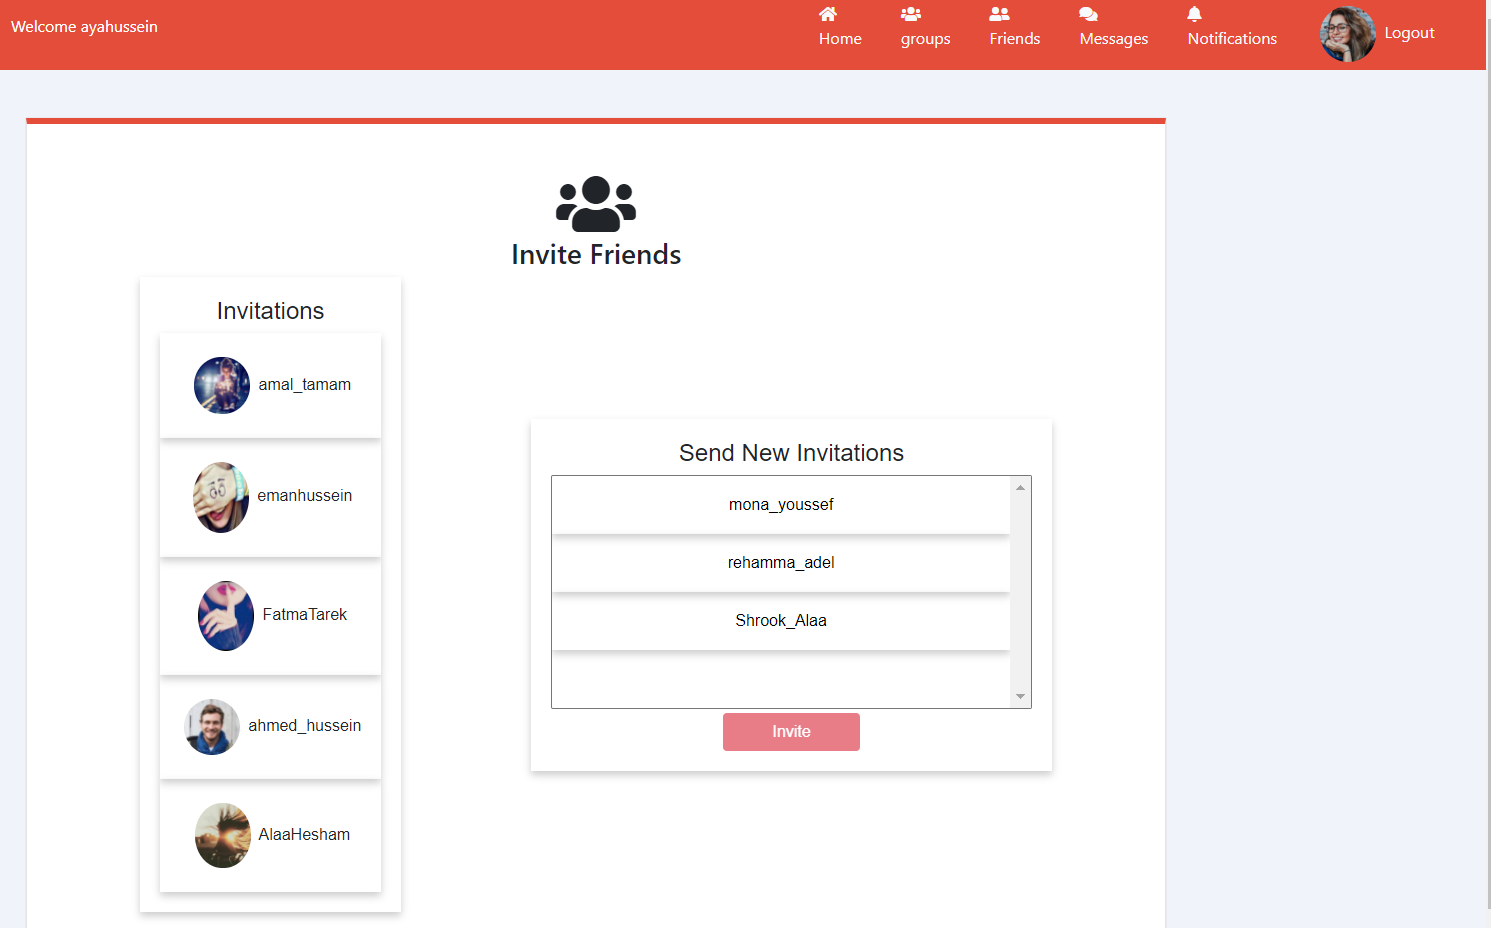 Welcome ayahussein
Home
groups
Friends
Messages
Notifications
Logout
Invite Friends
Invitations
amal_tamam
emanhussein
FatmaTarek
ahmed_hussein
AlaaHesham
Send New Invitations
mona_youssef
rehamma_adel
Shrook_Alaa
Invite